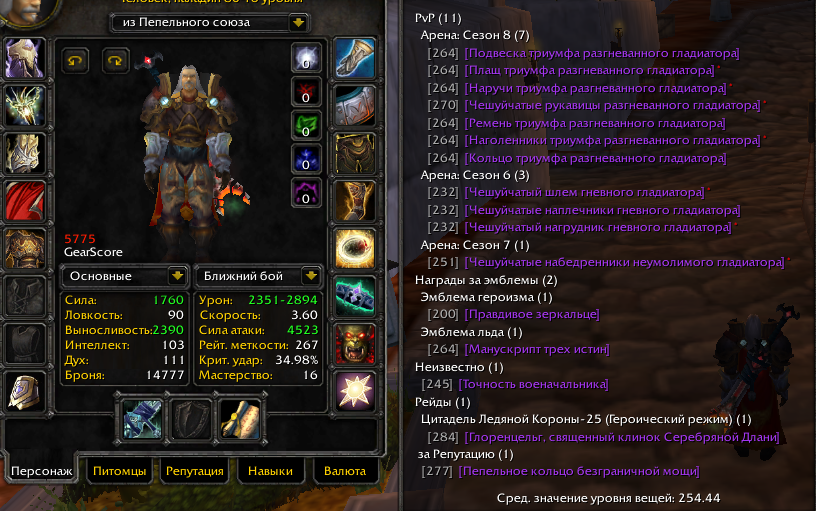 Человек, паладин 80-го уровня
из Пепельного союза
0
0
0
0
0
5775
GearScore
Основные
Ближний бой
Сила: 1760
Ловкость: 90
Выносливость:2390
Интеллект: 103
Дух: 111
Броня: 14777
Урон: 2351-2894
Скорость: 3.60
Сила атаки: 4523
Рейт. меткости: 267
Крит. удар: 34.98%
Мастерство: 16
Персонаж
Питомцы
Репутация
Навыки
Валюта
PvP (11)
Арена: Сезон 8 (7)
[264] [Подвеска триумфа разгневанного гладиатора]
[264] [Плащ триумфа разгневанного гладиатора]
[264] [Наручи триумфа разгневанного гладиатора]
[270] [Чешуйчатые рукавицы разгневанного гладиатора]
[264] [Ремень триумфа разгневанного гладиатора]
[264] [Наголенники триумфа разгневанного гладиатора]
[264] [Кольцо триумфа разгневанного гладиатора]
Арена: Сезон 6 (3)
[232] [Чешуйчатый шлем гневного гладиатора]
[232] [Чешуйчатые наплечники гневного гладиатора]
[232] [Чешуйчатый нагрудник гневного гладиатора]
Арена: Сезон 7 (1)
[251] [Чешуйчатые набедренники неумолимого гладиатора]
Награды за эмблемы (2)
Эмблема героизма (1)
[200] [Правдивое зеркальце]
Эмблема льда (1)
[264] [Манускрипт трех истин]
Неизвестно (1)
[245] [Точность военачальника]
Рейды (1)
Цитадель Ледяной Короны-25 (Героический режим) (1)
[284] [Глоренцельг, священный клинок Серебряной Длани]
за Репутацию (1)
[277] [Пепельное кольцо безграничной мощи]
Сред. значение уровня вещей: 254.44